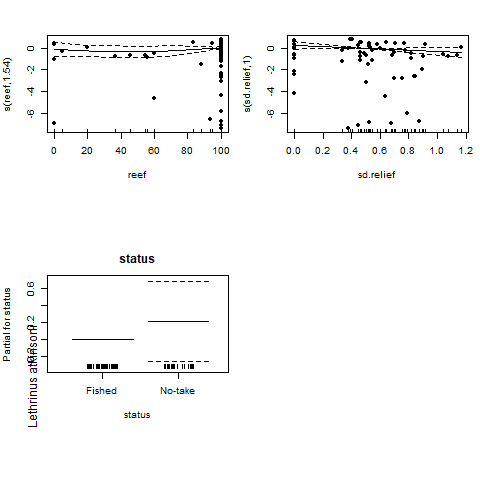 s(reef,1.54)
0
-2
-4
-6
0
20
40
60
80
100
reef
s(sd.relief,1)
0
-2
-4
-6
0.0
0.2
0.4
0.6
0.8
1.0
1.2
sd.relief
status
Partial for status
0.6
0.2
Fished
No-take
status